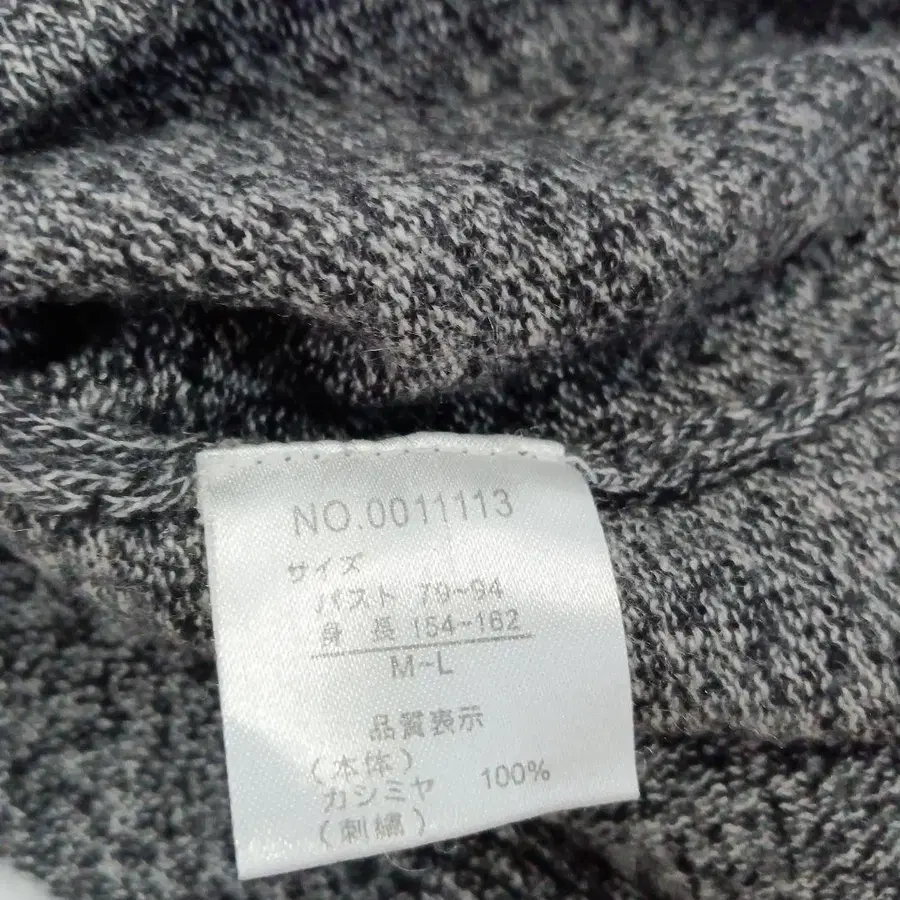 NO.0011113
サイズ
バスト 79~94
身 長 154~162
M~L
品質表示
(本体)
カシミヤ 100%
(刺繍)